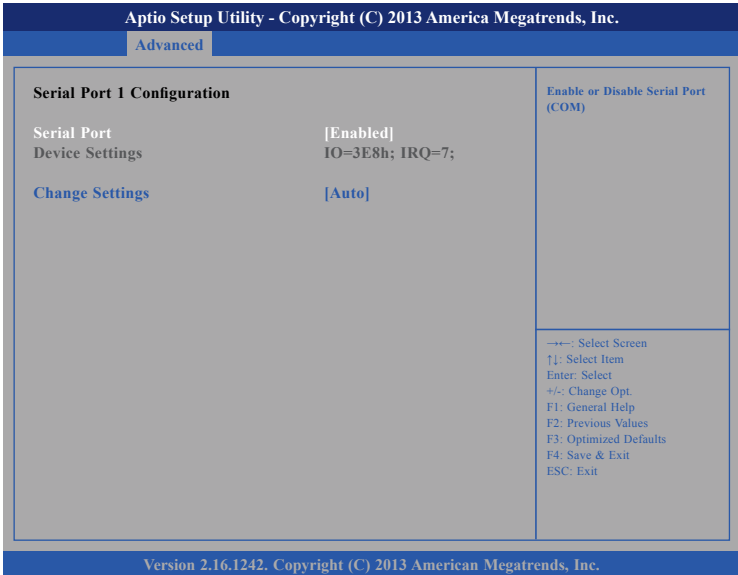 Aptio Setup Utility - Copyright (C) 2013 America Megatrends, Inc.
Advanced
Serial Port 1 Configuration
Serial Port [Enabled]
Device Settings IO=3E8h; IRQ=7;
Change Settings [Auto]
Enable or Disable Serial Port
(COM)
→←: Select Screen
↑↓: Select Item
Enter: Select
+/-: Change Opt.
F1: General Help
F2: Previous Values
F3: Optimized Defaults
F4: Save & Exit
ESC: Exit
Version 2.16.1242. Copyright (C) 2013 American Megatrends, Inc.